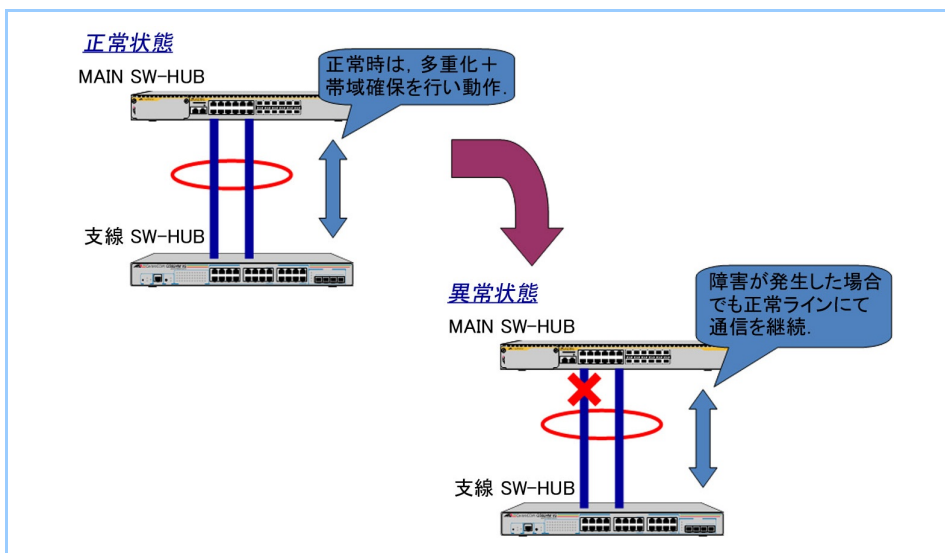 正常状態
MAIN SW-HUB
正常時は，多重化＋
帯域確保を行い動作.
支線 SW-HUB
異常状態
MAIN SW-HUB
障害が発生した場合
でも正常ラインにて
通信を継続.
支線 SW-HUB